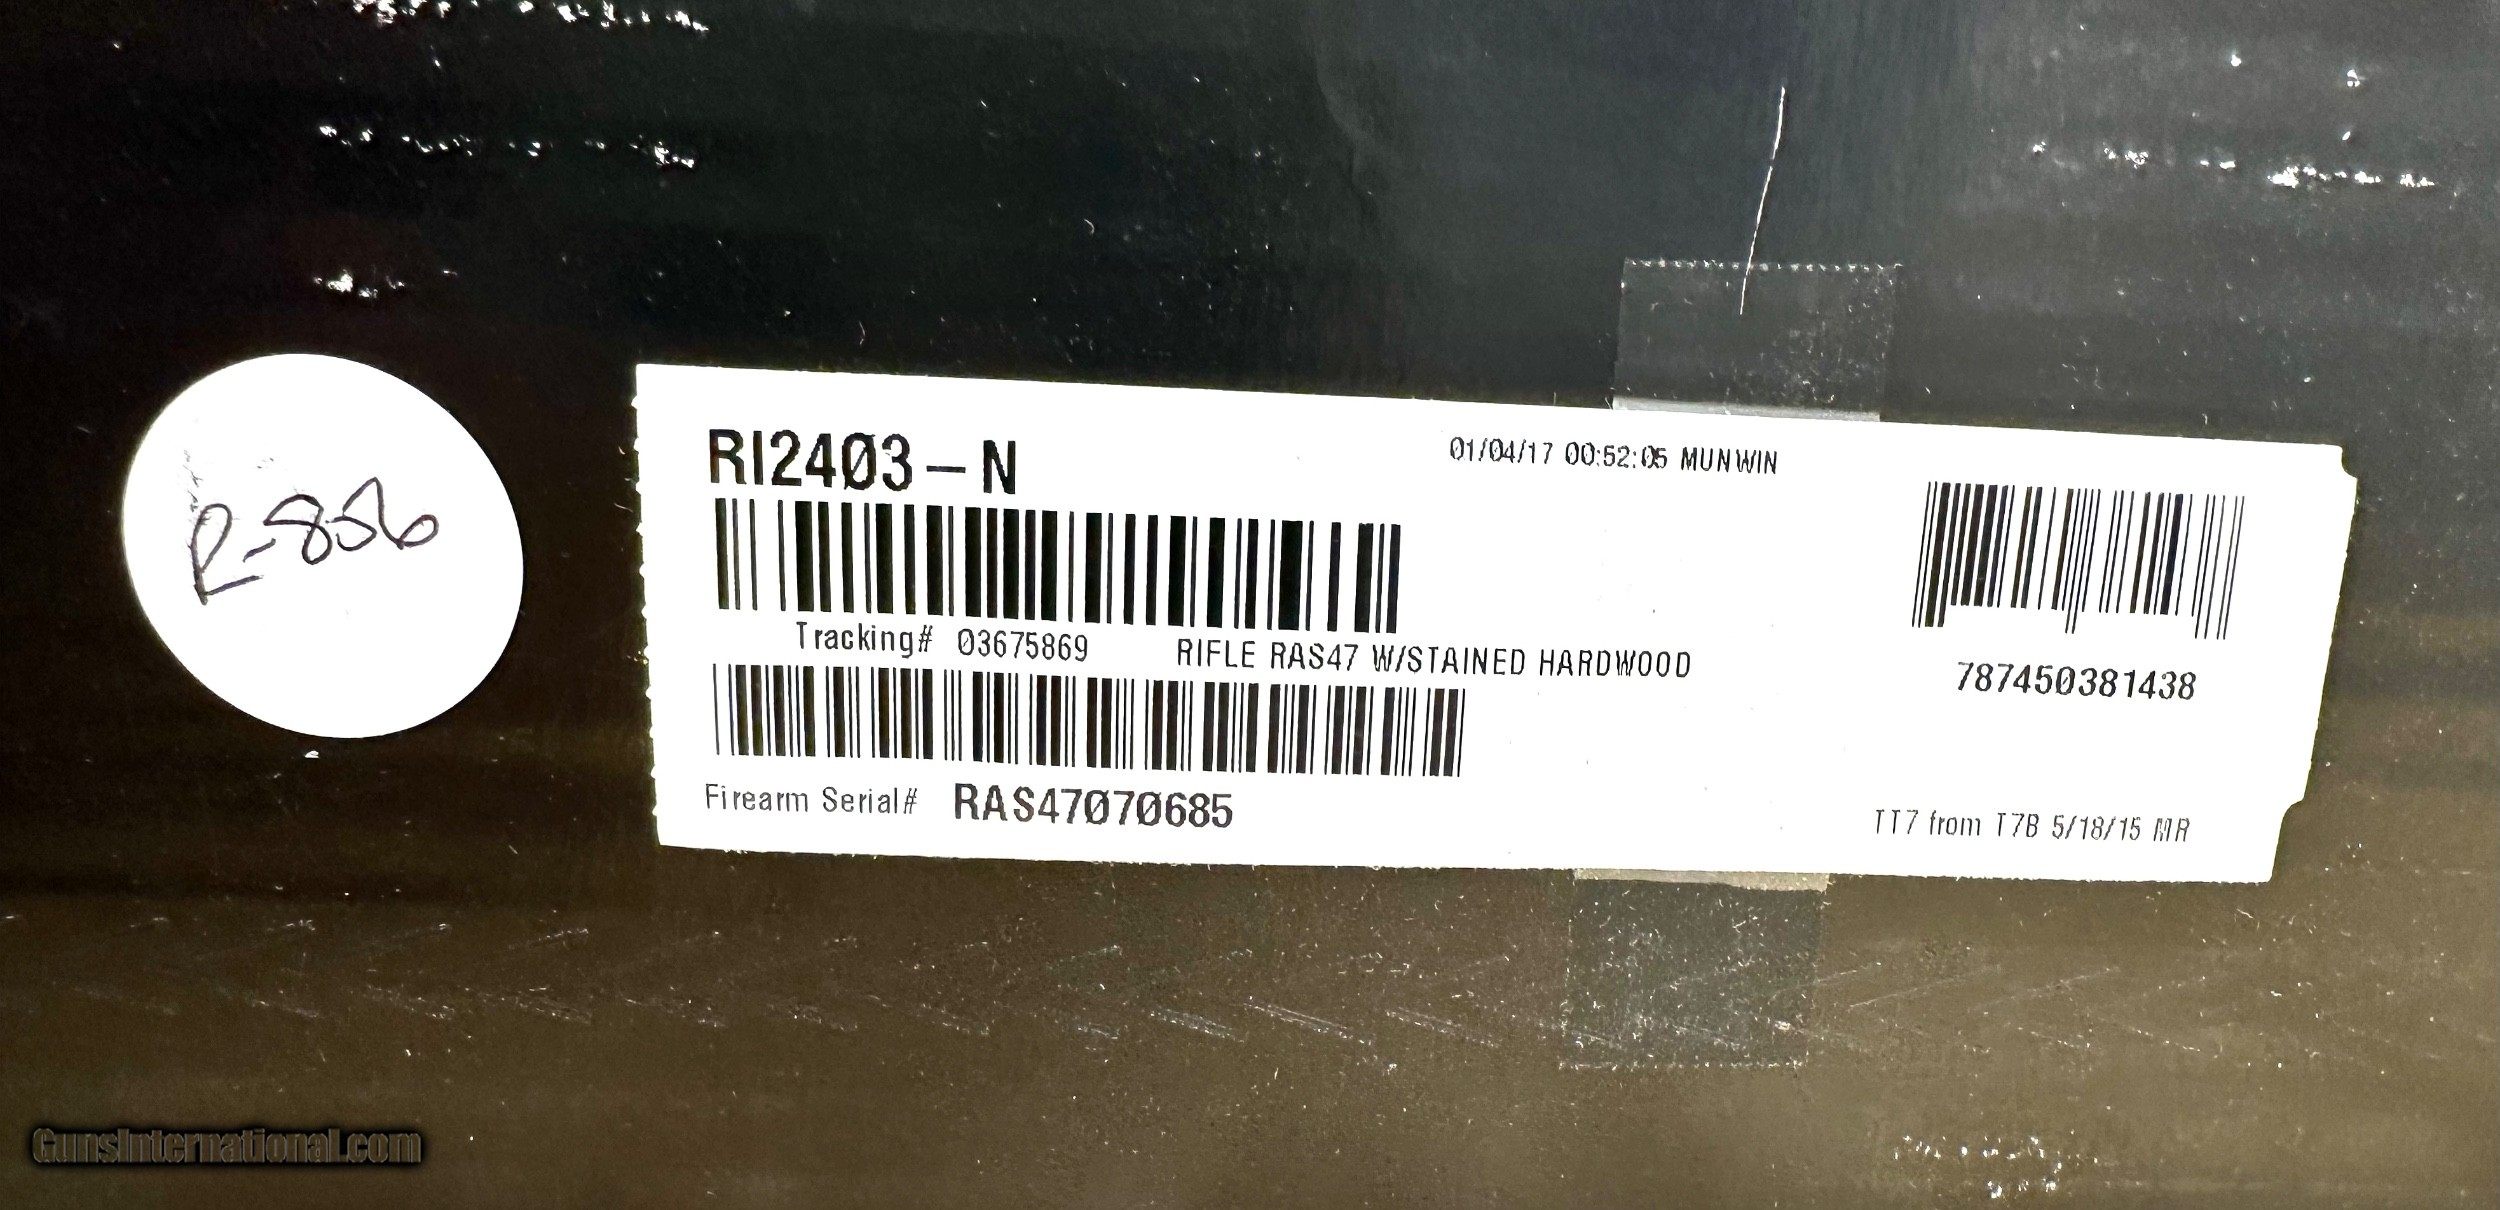 R-856
RI2403-N
01/04/17 00:52:05 MUNWIN
Tracking# 03675869
RIFLE RAS47 W/STAINED HARDWOOD
787450381438
Firearm Serial# RAS47070685
TT7 from T7B 5/18/15 MR
GunsInternational.com